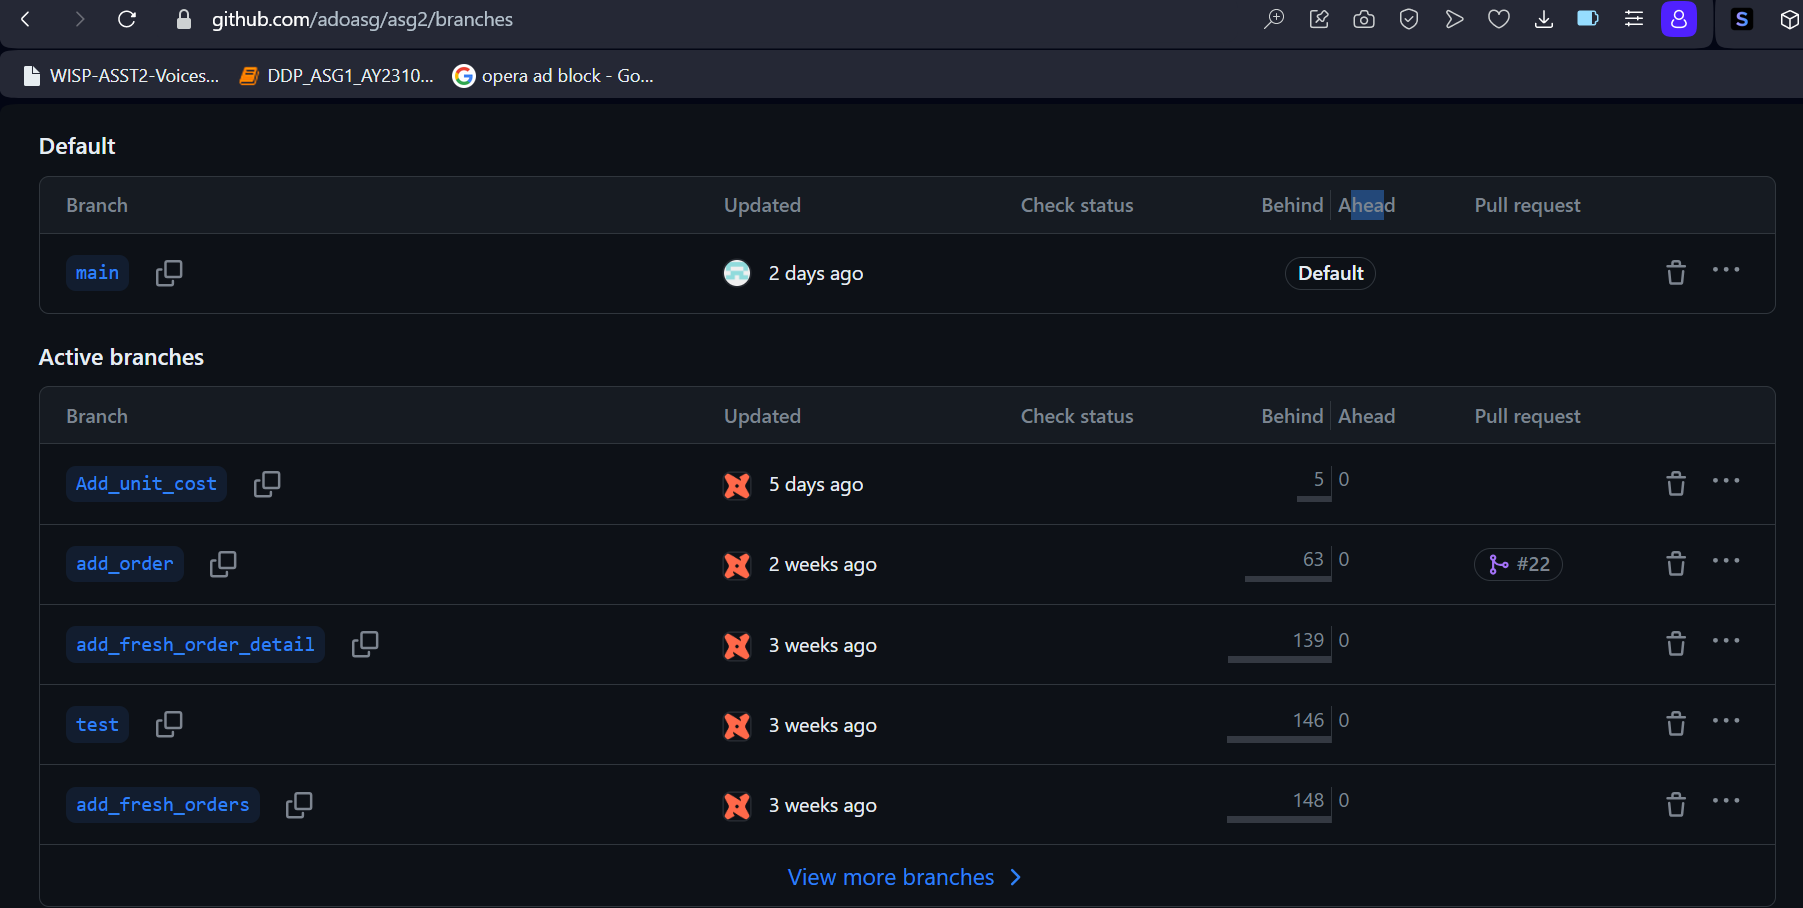 github.com/adoasg/asg2/branches
S
WISP-ASST2-Voices... DDP_ASG1_AY2310... opera ad block - Go...
Default
Branch Updated Check status Behind Ahead Pull request
main 2 days ago Default
Active branches
Branch Updated Check status Behind Ahead Pull request
Add_unit_cost 5 days ago 5 0
add_order 2 weeks ago 63 0 #22
add_fresh_order_detail 3 weeks ago 139 0
test 3 weeks ago 146 0
add_fresh_orders 3 weeks ago 148 0
View more branches